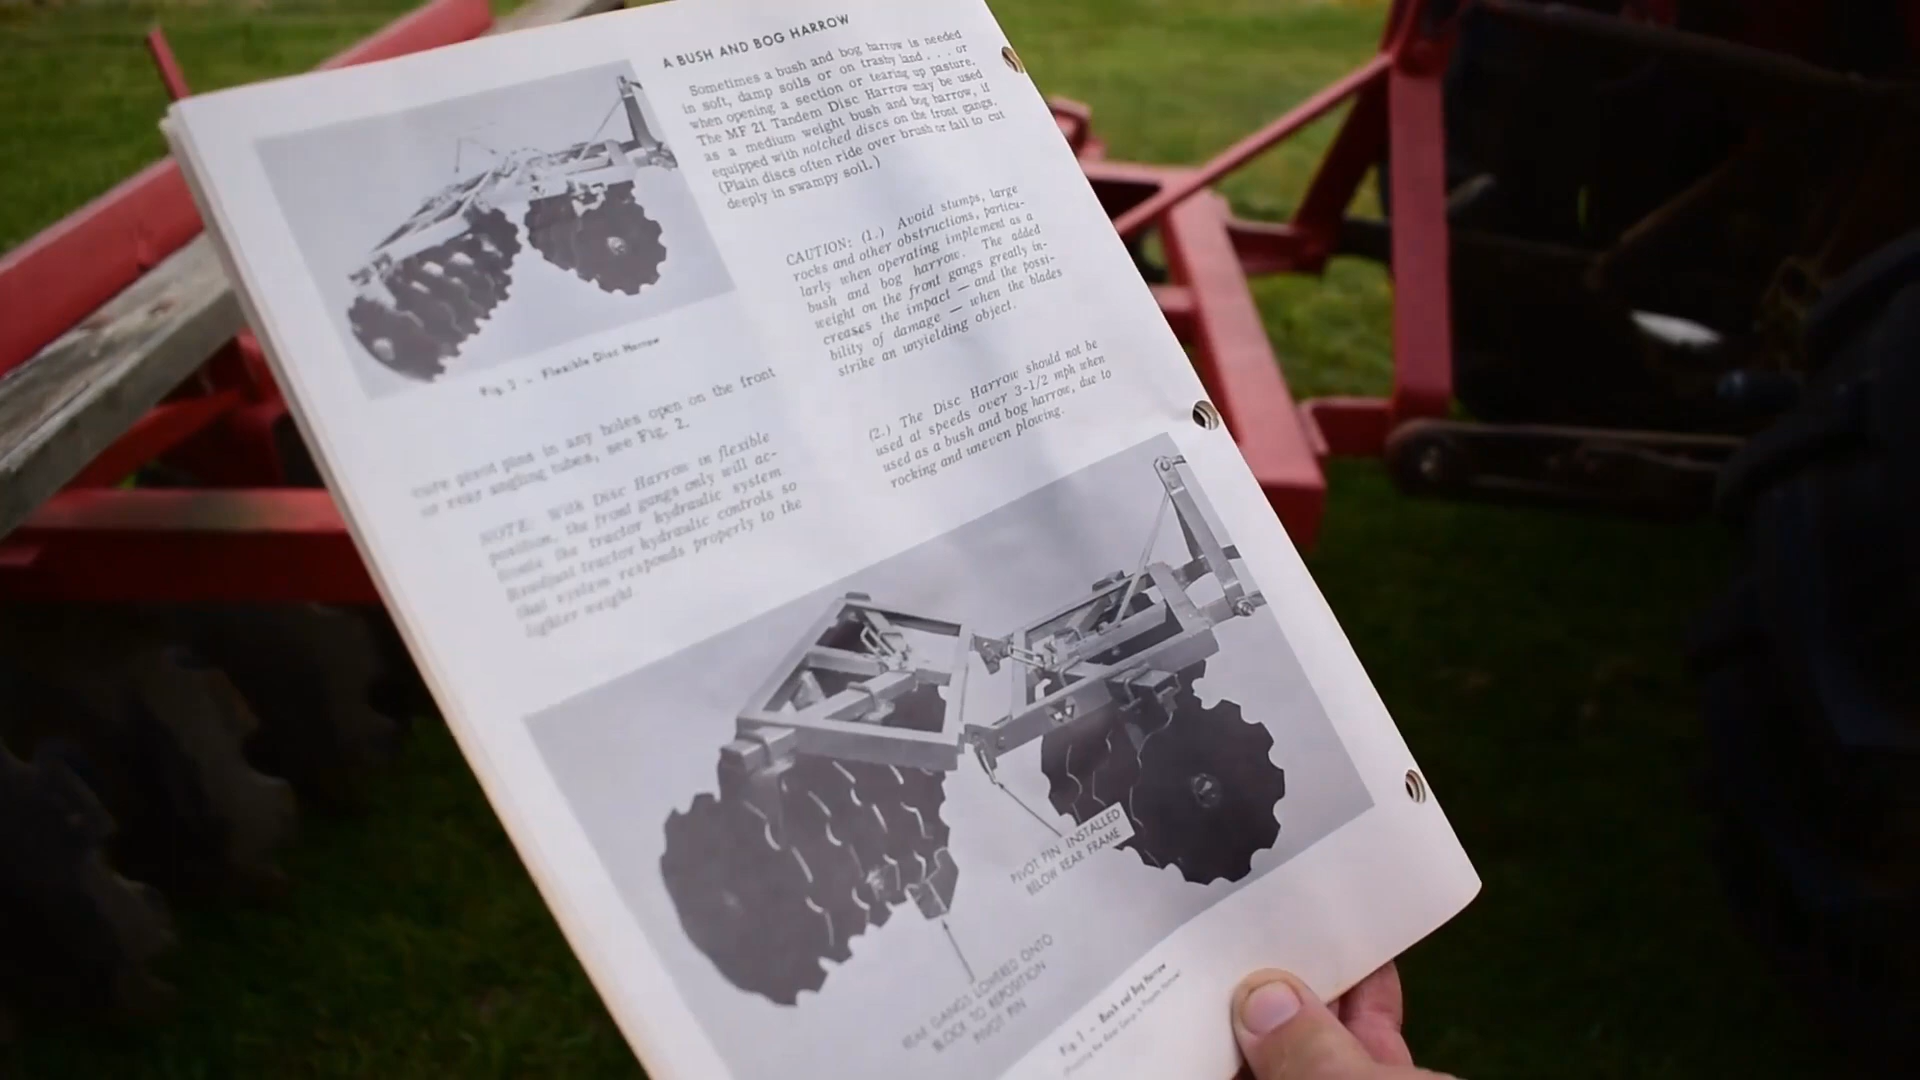 Fig. 2 - Flexible Disc Harrow
cure pivot pins in any holes open on the front
or rear angling tubes, see Fig. 2.
NOTE: With Disc Harrow in flexible
position, the front gangs only will ac-
tuate the tractor hydraulic system.
Readjust tractor hydraulic controls so
that system responds properly to the
lighter weight.
A BUSH AND BOG HARROW
Sometimes a bush and bog harrow is needed
in soft, damp soils or on trashy land . . . or
when opening a section or tearing up pasture.
The MF 21 Tandem Disc Harrow may be used
as a medium weight bush and bog harrow, if
equipped with notched discs on the front gangs.
(Plain discs often ride over brush or fail to cut
deeply in swampy soil.)
CAUTION: (1.) Avoid stumps, large
rocks and other obstructions, particu-
larly when operating implement as a
bush and bog harrow. The added
weight on the front gangs greatly in-
creases the impact — and the possi-
bility of damage — when the blades
strike an unyielding object.
(2.) The Disc Harrow should not be
used at speeds over 3-1/2 mph when
used as a bush and bog harrow, due to
rocking and uneven plowing.
PIVOT PIN INSTALLED
BELOW REAR FRAME
REAR GANGS LOWERED ONTO
BLOCK TO REPOSITION
PIVOT PIN
Bush and Bog Harrow